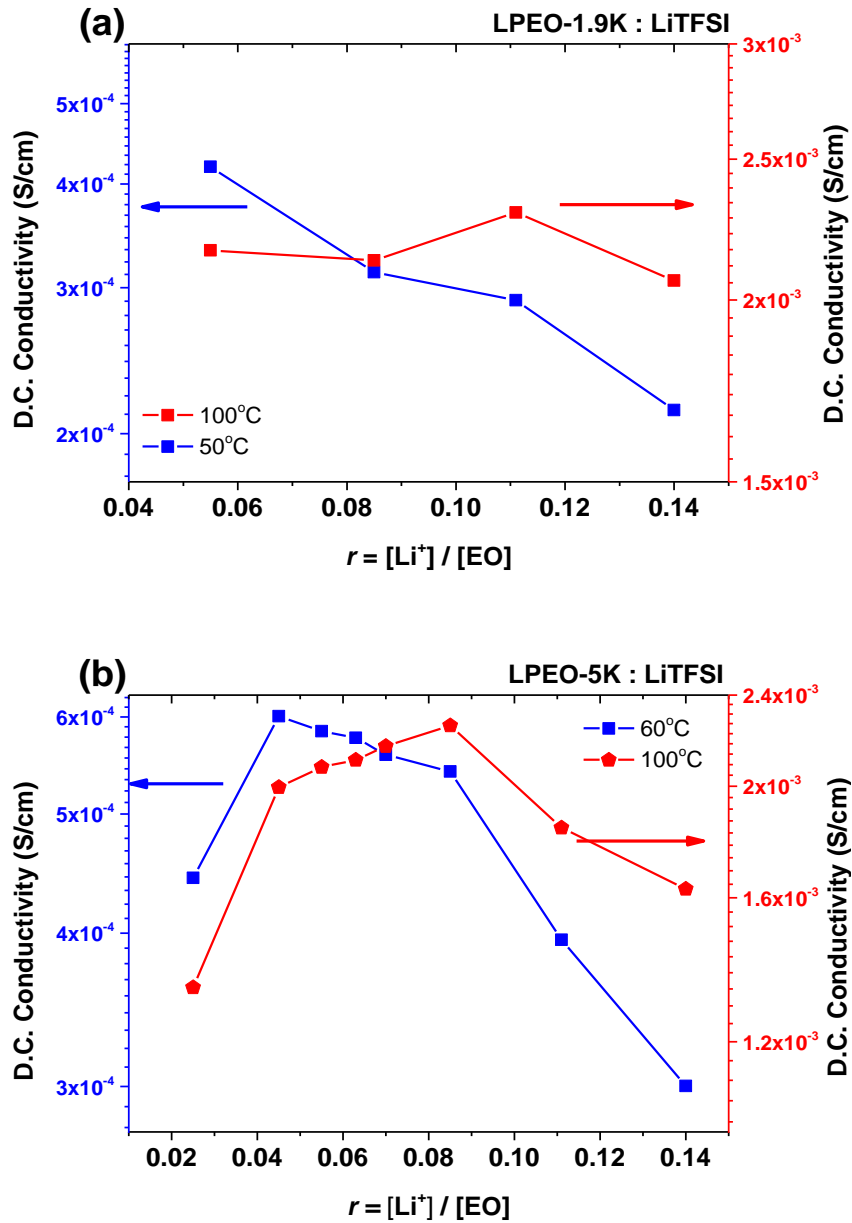 (a)
LPEO-1.9K : LiTFSI
D.C. Conductivity (S/cm)
5x10⁻⁴
4x10⁻⁴
3x10⁻⁴
2x10⁻⁴
3x10⁻³
2.5x10⁻³
2x10⁻³
1.5x10⁻³
D.C. Conductivity (S/cm)
100°C
50°C
0.04 0.06 0.08 0.10 0.12 0.14
r = [Li⁺] / [EO]
(b)
LPEO-5K : LiTFSI
D.C. Conductivity (S/cm)
6x10⁻⁴
5x10⁻⁴
4x10⁻⁴
3x10⁻⁴
2.4x10⁻³
2x10⁻³
1.6x10⁻³
1.2x10⁻³
D.C. Conductivity (S/cm)
60°C
100°C
0.02 0.04 0.06 0.08 0.10 0.12 0.14
r = [Li⁺] / [EO]